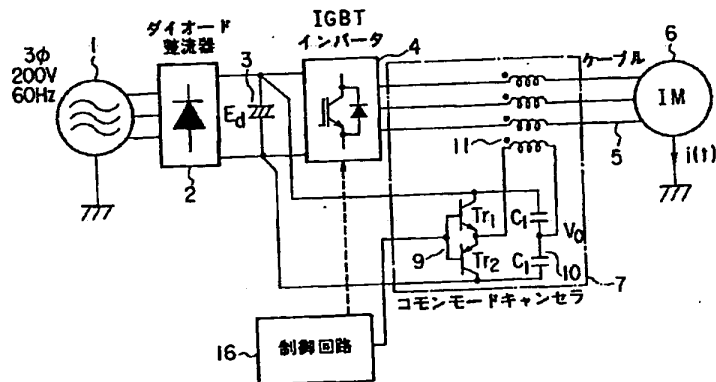 IGBT
インバータ
ダイオード
整流器
1
3φ
200V
60Hz
2
3
Ed
4
ケーブル
6
IM
5
i(t)
11
Tr1
Tr2
9
C1
C1
V0
10
7
コモンモードキャンセラ
16
制御回路